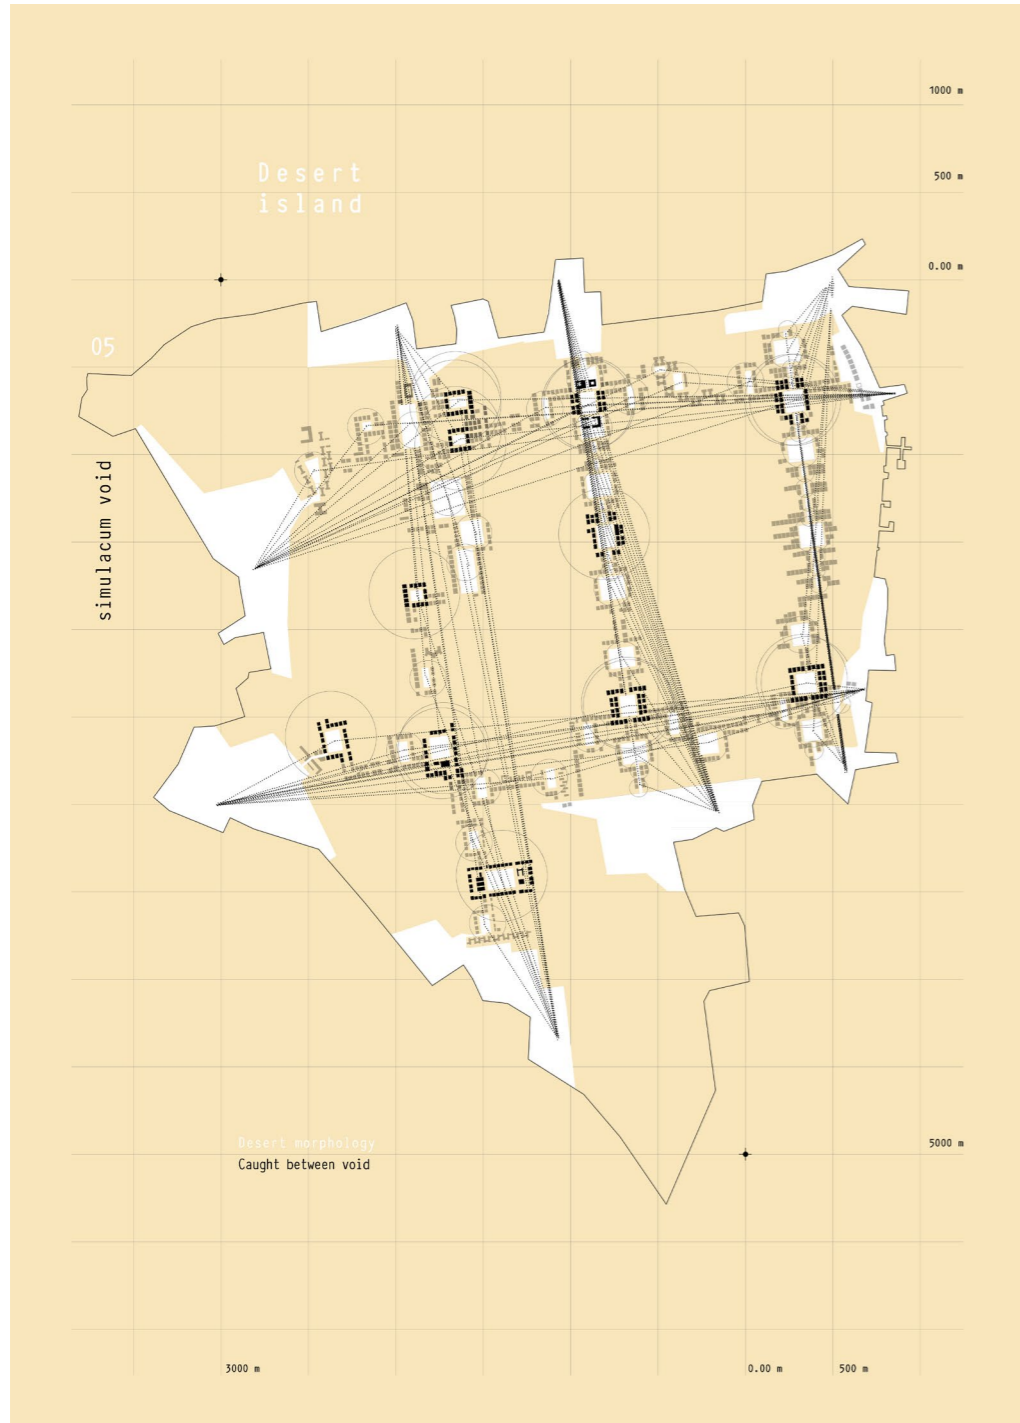 1000 m
Desert
island
500 m
0.00 m
05
simulacum void
Desert morphology
Caught between void
5000 m
3000 m
0.00 m
500 m